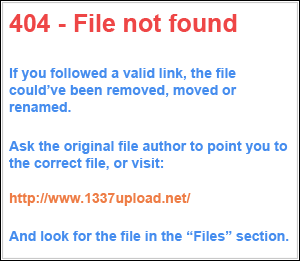 404 - File not found
If you followed a valid link, the file
could've been removed, moved or
renamed.
Ask the original file author to point you to
the correct file, or visit:
http://www.1337upload.net/
And look for the file in the “Files” section.